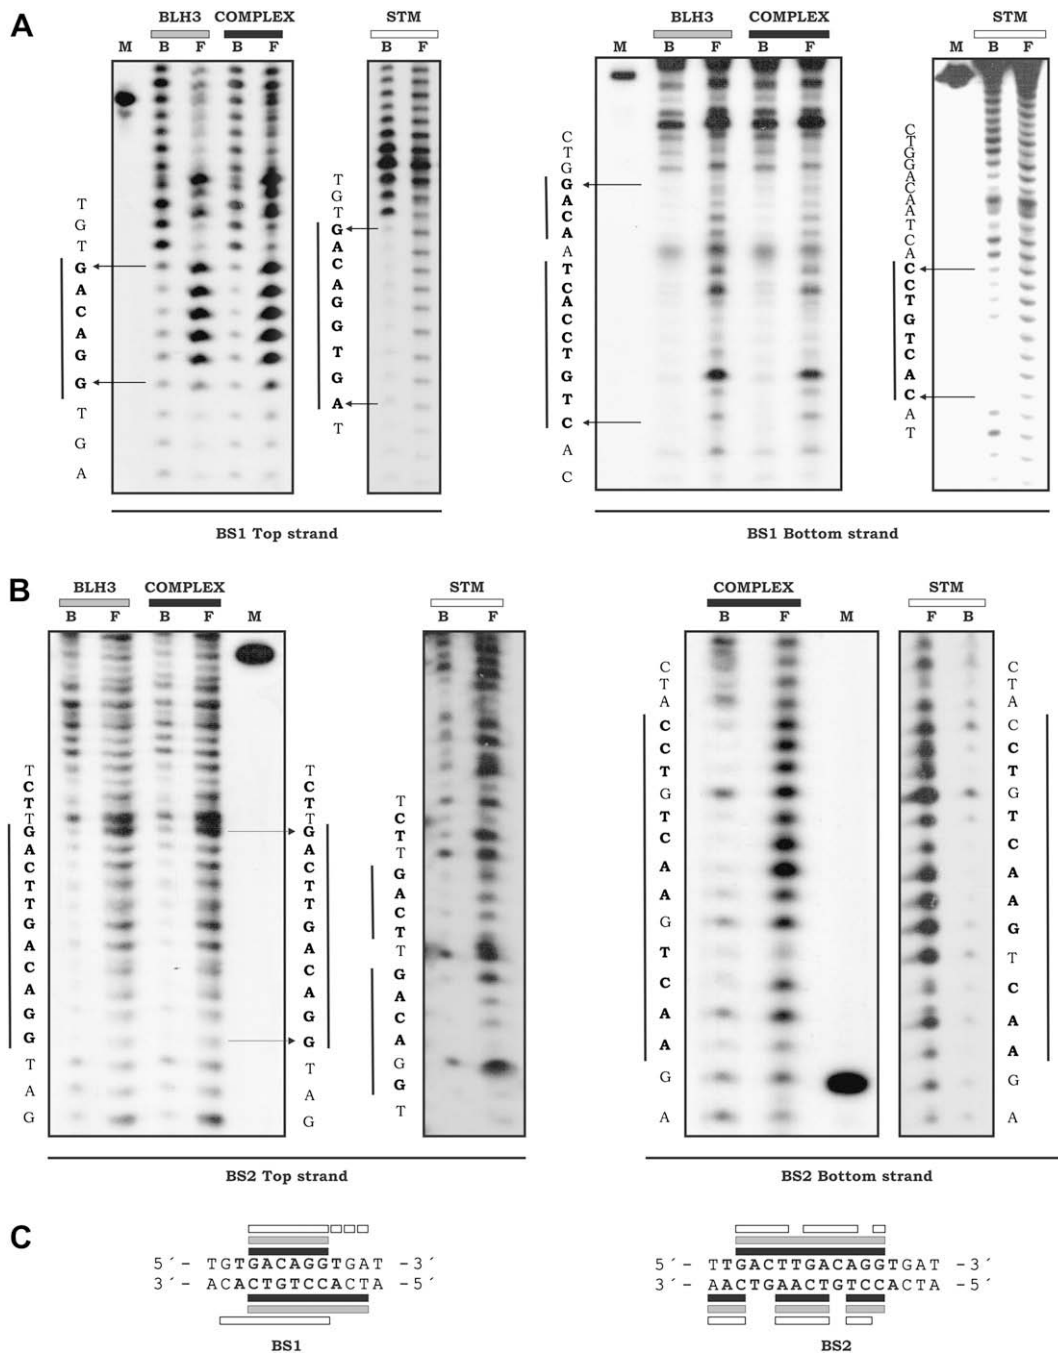 A
BLH3 COMPLEX STM
M B F B F B F
T
G
T
G
A
C
A
G
G
T
G
A
T
G
T
G
A
C
A
G
G
T
G
A
T
BS1 Top strand
BLH3 COMPLEX STM
M B F B F M B F
C
T
G
G
A
C
A
A
T
C
A
C
C
T
G
T
C
A
C
C
T
G
G
A
C
A
A
T
C
A
C
C
T
G
T
C
A
C
A
T
BS1 Bottom strand
B
BLH3 COMPLEX STM
B F B F M B F
T
C
T
T
G
A
C
T
T
G
A
C
A
G
G
T
A
G
T
C
T
T
G
A
C
T
T
G
A
C
A
G
G
T
A
G
T
C
T
T
G
A
C
T
T
G
A
C
A
G
G
T
BS2 Top strand
COMPLEX STM
B F M F B
C
T
A
C
C
T
G
T
C
A
A
G
T
C
A
A
G
A
C
T
A
C
C
T
G
T
C
A
A
G
T
C
A
A
G
A
BS2 Bottom strand
C
5´- TGTGACAGGTGAT -3´
3´- ACACTGTCCACTA -5´
BS1
5´- TTGACTTGACAGGTGAT -3´
3´- AACTGAACTGTCCACTA -5´
BS2